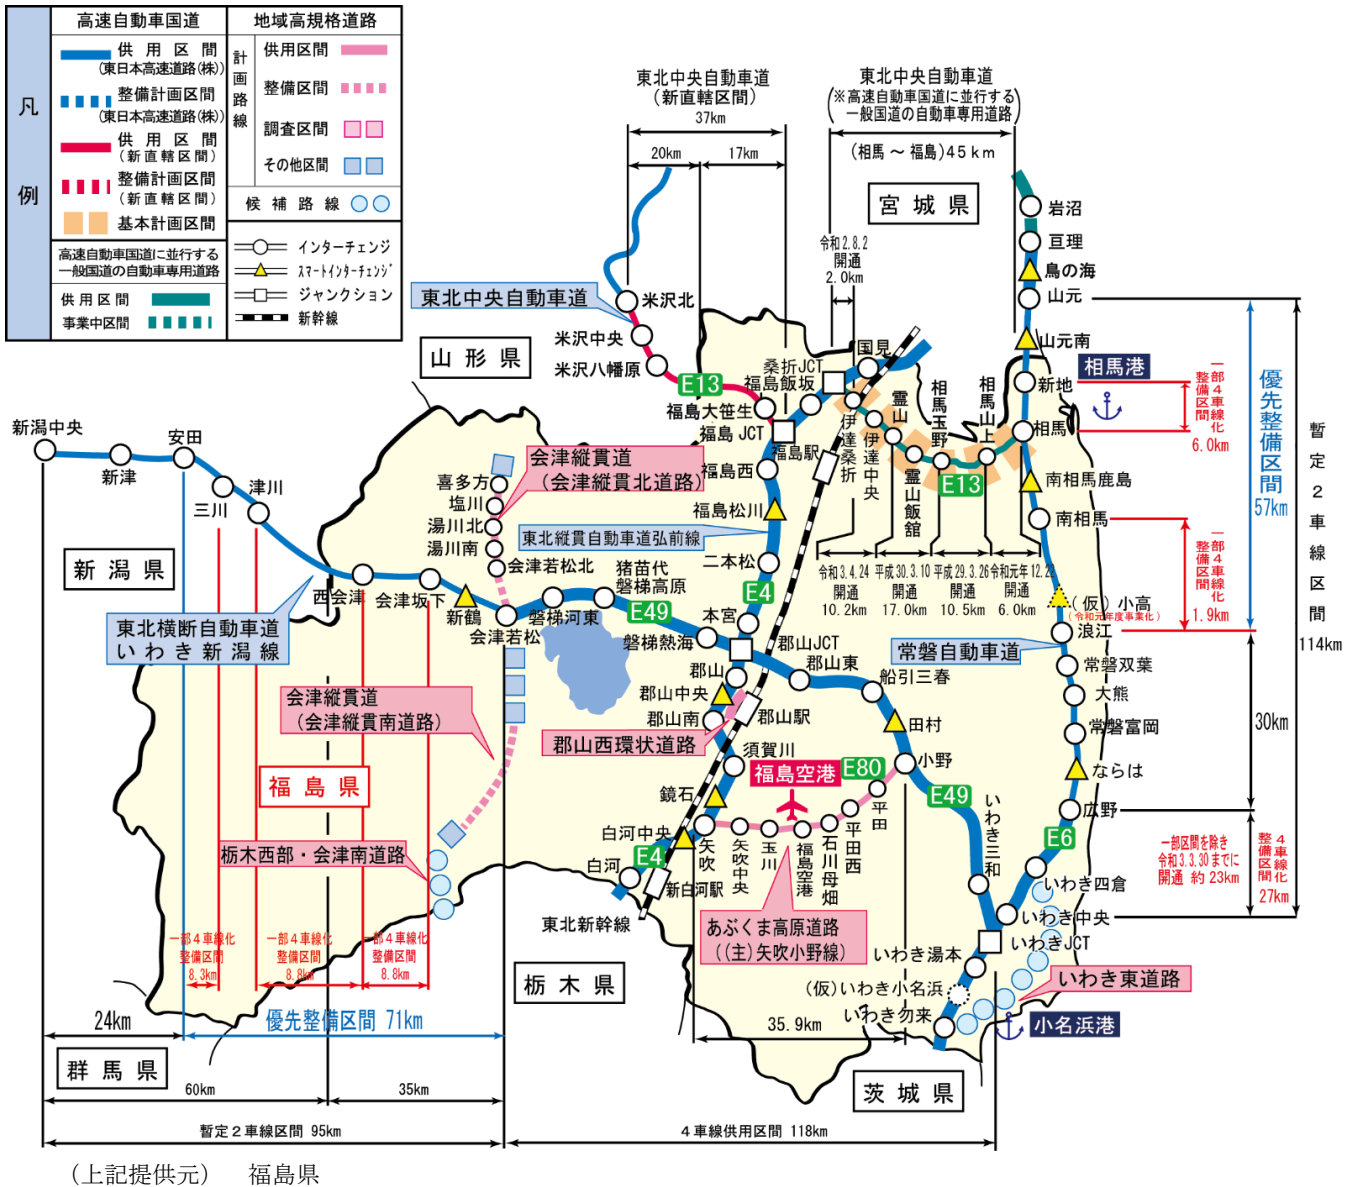 凡
例
高速自動車国道
供用区間
(東日本高速道路(株))
整備計画区間
(東日本高速道路(株))
供用区間
(新直轄区間)
整備計画区間
(新直轄区間)
基本計画区間
高速自動車国道に並行する
一般国道の自動車専用道路
供用区間
事業中区間
地域高規格道路
計画路線
供用区間
整備区間
調査区間
その他区間
候補路線
インターチェンジ
スマートインターチェンジ
ジャンクション
新幹線
東北中央自動車道
(新直轄区間)
37km
20km
17km
東北中央自動車道
(※高速自動車国道に並行する
一般国道の自動車専用道路)
(相馬 ～ 福島)45km
宮城県
令和2.8.2
開通
2.0km
岩沼
亘理
鳥の海
山元
山元南
新地
相馬
南相馬鹿島
南相馬
(仮)小高
(令和元年度事業化)
浪江
常磐双葉
大熊
常磐富岡
ならは
広野
いわき四倉
いわき中央
いわきJCT
いわき湯本
(仮)いわき小名浜
いわき勿来
相馬港
一部4車線化
整備区間
6.0km
優先整備区間
57km
暫定2車線区間
114km
一部4車線化
整備区間
1.9km
30km
一部区間を除き
令和3.3.30までに
開通 約23km
4車線化
整備区間
27km
東北中央自動車道
米沢北
米沢中央
米沢八幡原
E13
福島大笹生
福島JCT
福島飯坂
桑折JCT
国見
山形県
伊達桑折
伊達中央
霊山
霊山飯舘
相馬玉野
相馬山上
E13
令和3.4.24
開通
10.2km
平成30.3.10
開通
17.0km
平成29.3.26
開通
10.5km
令和元年12.22
開通
6.0km
福島駅
福島西
福島松川
二本松
本宮
E4
東北縦貫自動車道弘前線
会津縦貫道
(会津縦貫北道路)
喜多方
塩川
湯川北
湯川南
会津若松北
新潟中央
新津
安田
三川
津川
新潟県
西会津
会津坂下
新鶴
会津若松
磐梯河東
猪苗代
磐梯高原
E49
磐梯熱海
郡山JCT
郡山東
船引三春
田村
小野
E49
いわき三和
常磐自動車道
東北横断自動車道
いわき新潟線
会津縦貫道
(会津縦貫南道路)
福島県
栃木西部・会津南道路
郡山
郡山中央
郡山南
郡山駅
郡山西環状道路
須賀川
鏡石
福島空港
E80
白河中央
白河
E4
新白河駅
矢吹
矢吹中央
玉川
福島空港
石川母畑
平田西
平田
あぶくま高原道路
((主)矢吹小野線)
東北新幹線
栃木県
E6
いわき東道路
小名浜港
一部4車線化
整備区間
8.3km
一部4車線化
整備区間
8.8km
一部4車線化
整備区間
8.8km
24km
優先整備区間 71km
35.9km
群馬県
茨城県
60km
35km
暫定2車線区間 95km
4車線供用区間 118km
(上記提供元) 福島県